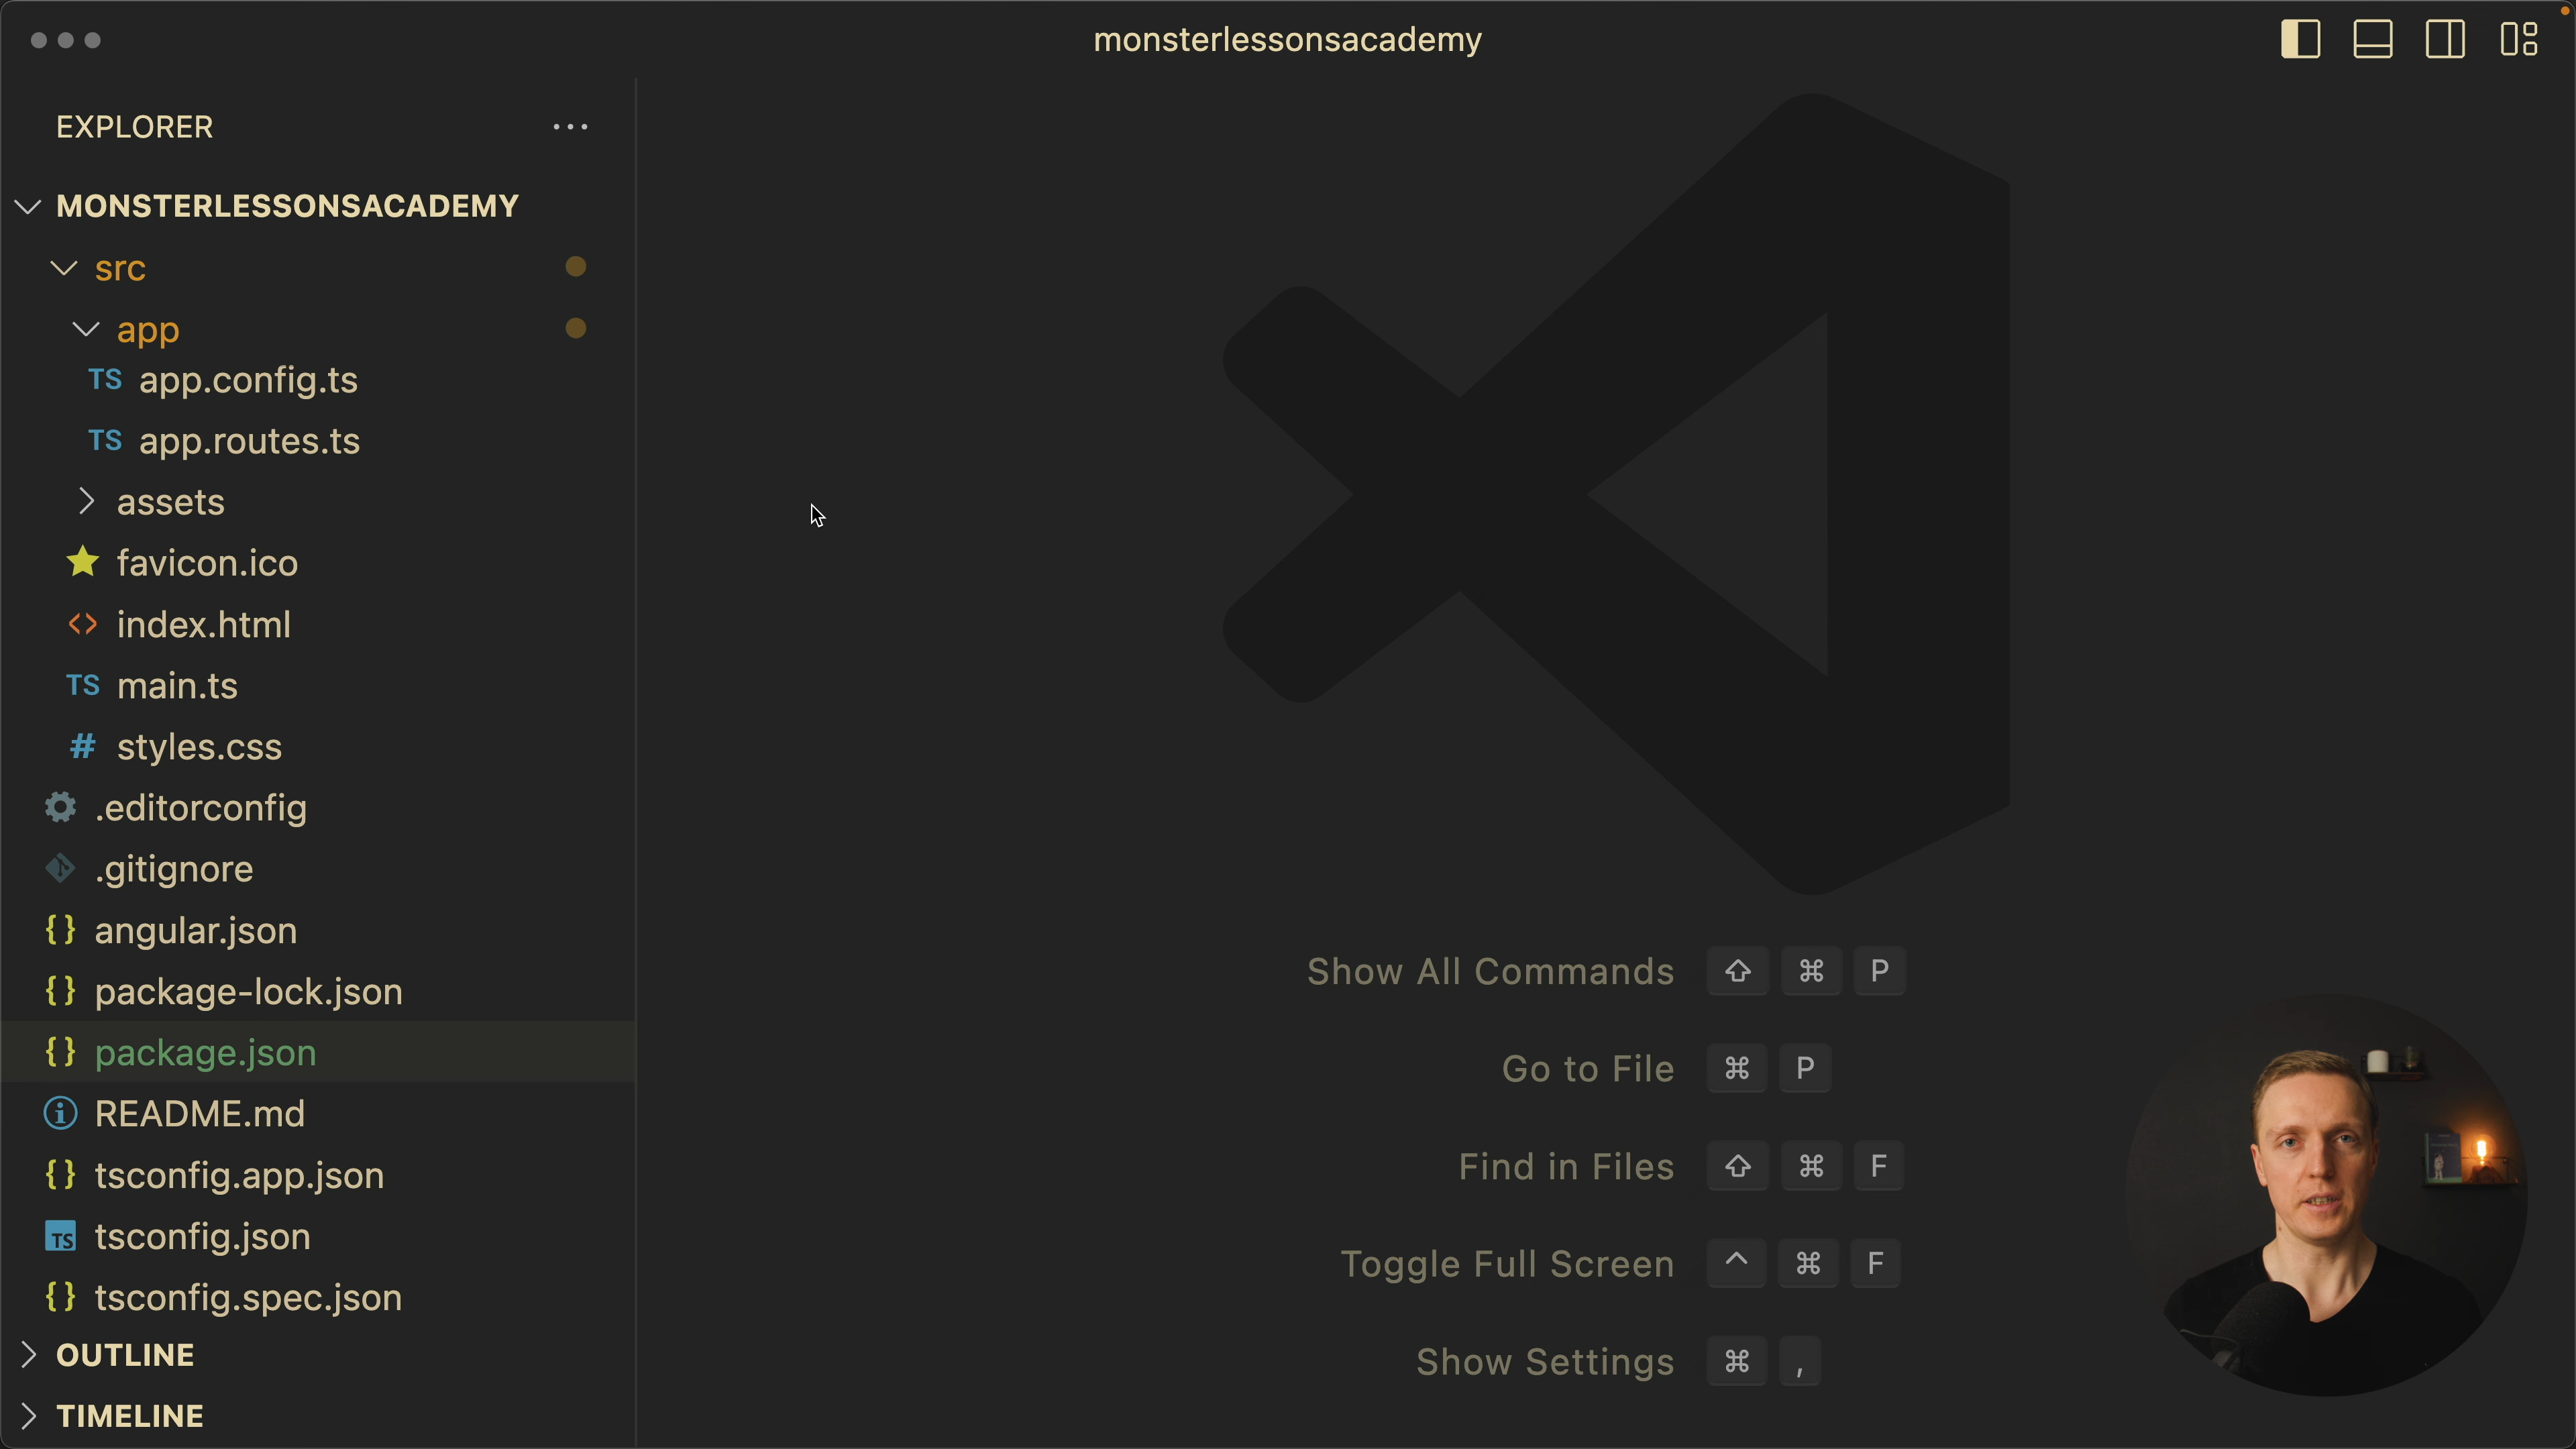 monsterlessonsacademy
EXPLORER
MONSTERLESSONSACADEMY
src
app
TS app.config.ts
TS app.routes.ts
assets
favicon.ico
<> index.html
TS main.ts
# styles.css
.editorconfig
.gitignore
{} angular.json
{} package-lock.json
{} package.json
README.md
{} tsconfig.app.json
TS tsconfig.json
{} tsconfig.spec.json
OUTLINE
TIMELINE
Show All Commands ⇧ ⌘ P
Go to File ⌘ P
Find in Files ⇧ ⌘ F
Toggle Full Screen ^ ⌘ F
Show Settings ⌘ ,